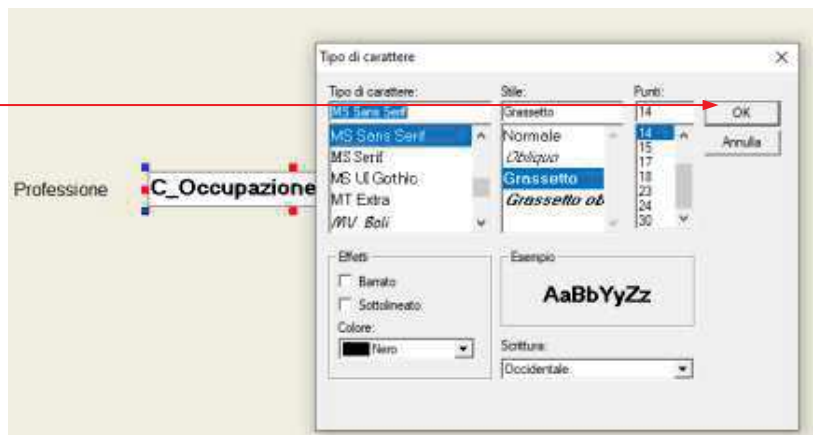 Tipo di carattere
Tipo di carattere:
MS Sans Serif
MS Sans Serif
MS Serif
MS UI Gothic
MT Extra
MV Boli
Stile:
Grassetto
Normale
Obliquo
Grassetto
Grassetto ob
Punti:
14
14
15
17
18
23
24
30
OK
Annulla
Professione
C_Occupazione
Effetti
Barrato
Sottolineato
Colore:
Nero
Esempio
AaBbYyZz
Scrittura:
Occidentale